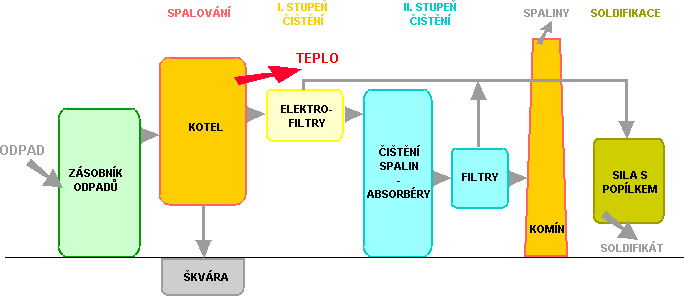 SPALOVÁNÍ
I. STUPEŇ
ČIŠTĚNÍ
II. STUPEŇ
ČIŠTĚNÍ
SPALINY
SOLDIFIKACE
TEPLO
ODPAD
ZÁSOBNÍK
ODPADŮ
KOTEL
ELEKTRO-
FILTRY
ČIŠTĚNÍ
SPALIN
-
ABSORBÉRY
FILTRY
KOMÍN
SILA S
POPÍLKEM
SOLDIFIKÁT
ŠKVÁRA